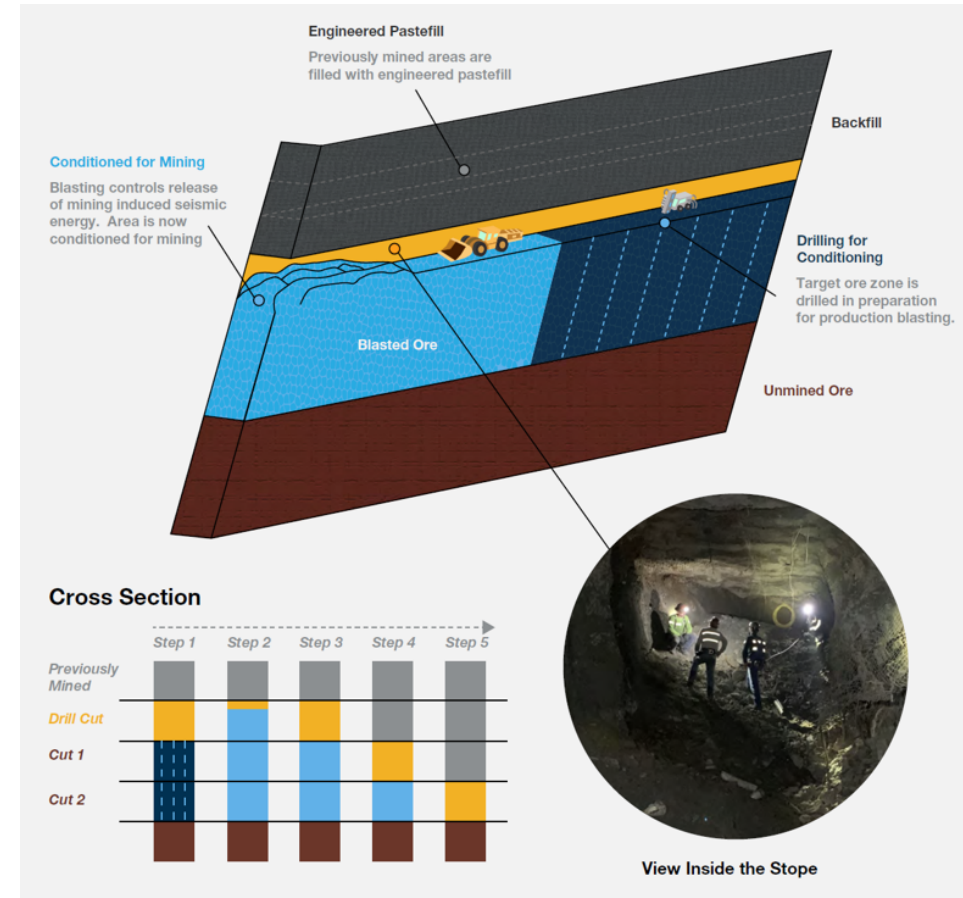 Engineered Pastefill
Previously mined areas are
filled with engineered pastefill
Backfill
Conditioned for Mining
Blasting controls release
of mining induced seismic
energy. Area is now
conditioned for mining
Drilling for
Conditioning
Target ore zone is
drilled in preparation
for production blasting.
Blasted Ore
Unmined Ore
Cross Section
Step 1 Step 2 Step 3 Step 4 Step 5
Previously
Mined
Drill Cut
Cut 1
Cut 2
View Inside the Stope